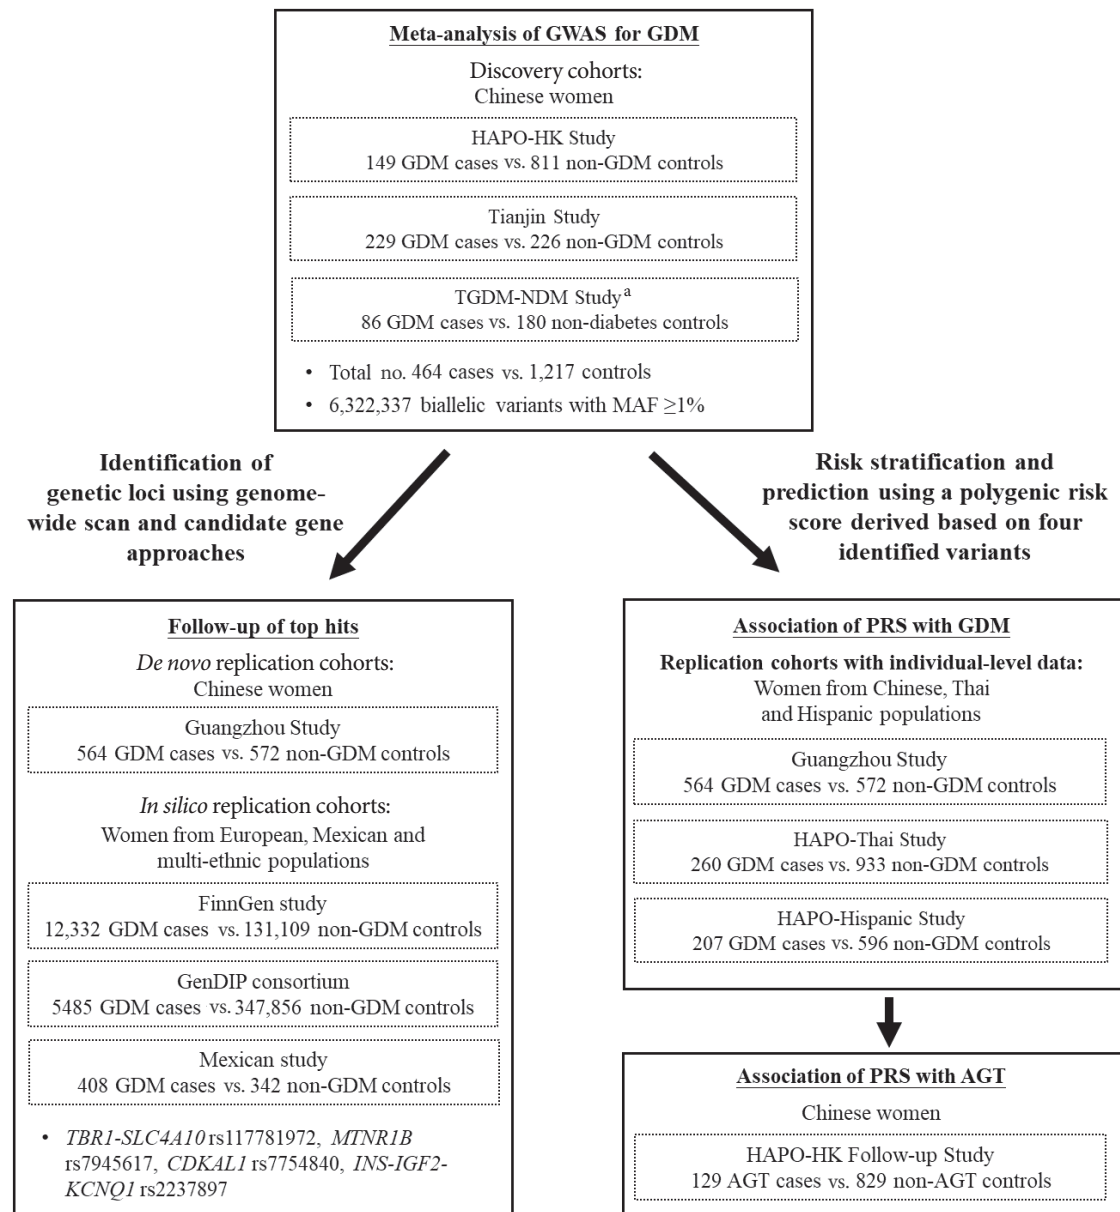 Meta-analysis of GWAS for GDM
Discovery cohorts:
Chinese women
HAPO-HK Study
149 GDM cases vs. 811 non-GDM controls
Tianjin Study
229 GDM cases vs. 226 non-GDM controls
TGDM-NDM Study a
86 GDM cases vs. 180 non-diabetes controls
• Total no. 464 cases vs. 1,217 controls
• 6,322,337 biallelic variants with MAF ≥1%
Identification of
genetic loci using genome-
wide scan and candidate gene
approaches
Risk stratification and
prediction using a polygenic risk
score derived based on four
identified variants
Follow-up of top hits
De novo replication cohorts:
Chinese women
Guangzhou Study
564 GDM cases vs. 572 non-GDM controls
In silico replication cohorts:
Women from European, Mexican and
multi-ethnic populations
FinnGen study
12,332 GDM cases vs. 131,109 non-GDM controls
GenDIP consortium
5485 GDM cases vs. 347,856 non-GDM controls
Mexican study
408 GDM cases vs. 342 non-GDM controls
• TBR1-SLC4A10 rs117781972, MTNR1B
rs7945617, CDKAL1 rs7754840, INS-IGF2-
KCNQ1 rs2237897
Association of PRS with GDM
Replication cohorts with individual-level data:
Women from Chinese, Thai
and Hispanic populations
Guangzhou Study
564 GDM cases vs. 572 non-GDM controls
HAPO-Thai Study
260 GDM cases vs. 933 non-GDM controls
HAPO-Hispanic Study
207 GDM cases vs. 596 non-GDM controls
Association of PRS with AGT
Chinese women
HAPO-HK Follow-up Study
129 AGT cases vs. 829 non-AGT controls